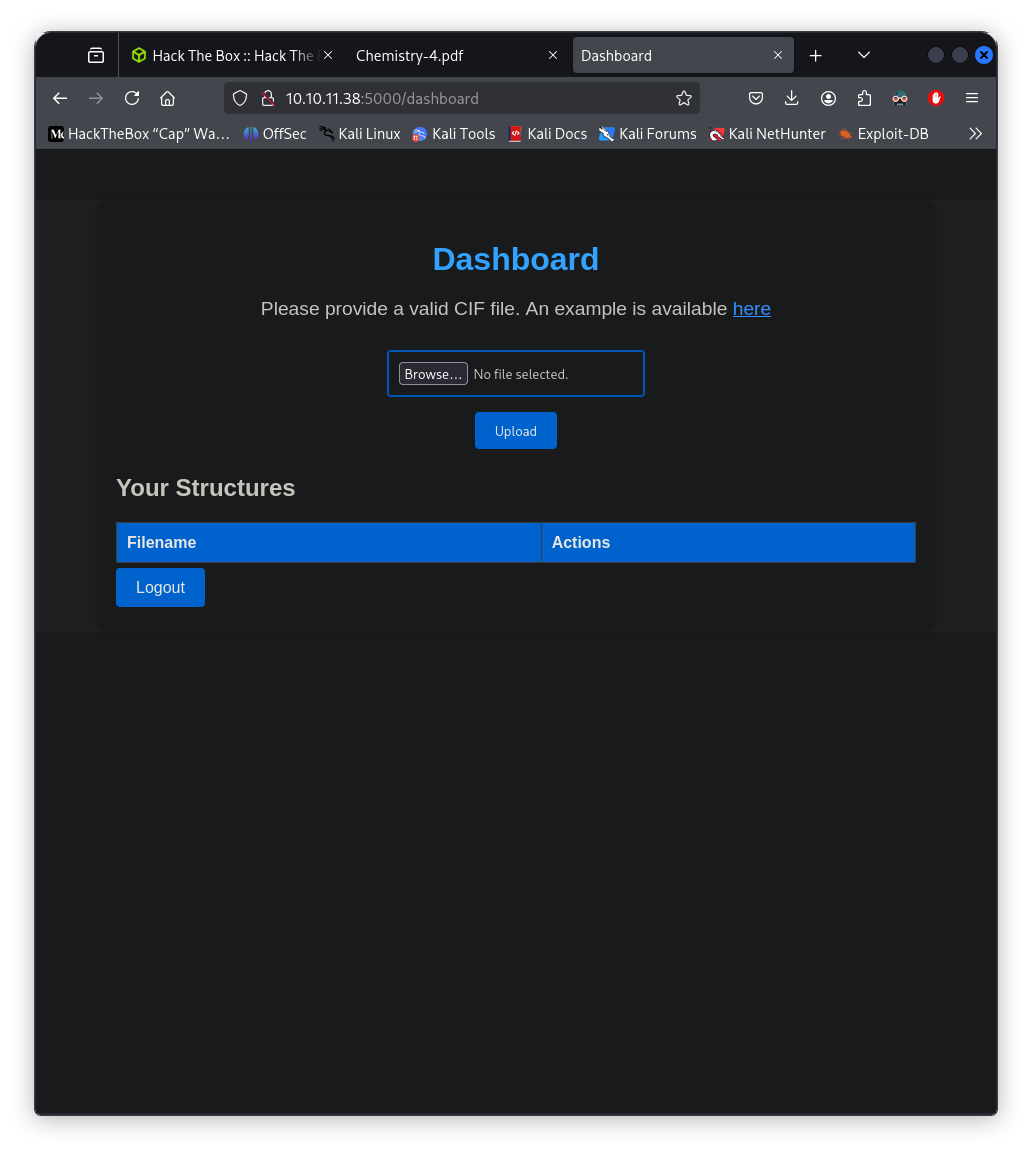 Hack The Box :: Hack The
Chemistry-4.pdf
Dashboard
10.10.11.38:5000/dashboard
HackTheBox “Cap” Wa…
OffSec
Kali Linux
Kali Tools
Kali Docs
Kali Forums
Kali NetHunter
Exploit-DB
Dashboard
Please provide a valid CIF file. An example is available here
Browse… No file selected.
Upload
Your Structures
Filename Actions
Logout